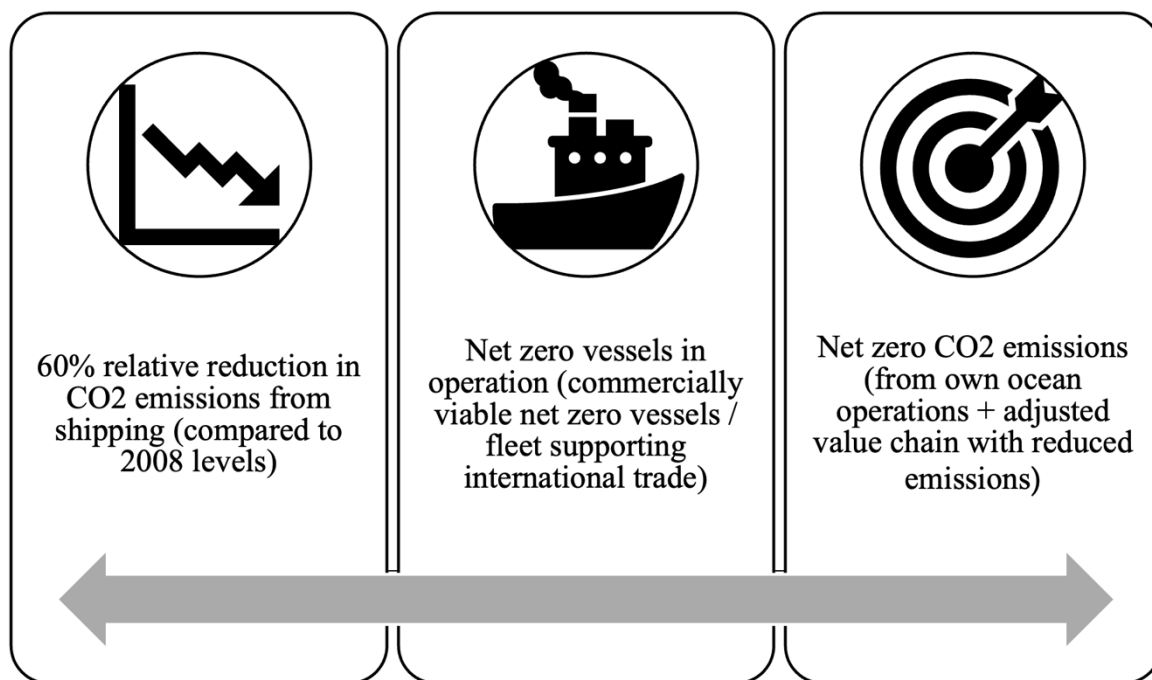 60% relative reduction in
CO2 emissions from
shipping (compared to
2008 levels)
Net zero vessels in
operation (commercially
viable net zero vessels /
fleet supporting
international trade)
Net zero CO2 emissions
(from own ocean
operations + adjusted
value chain with reduced
emissions)